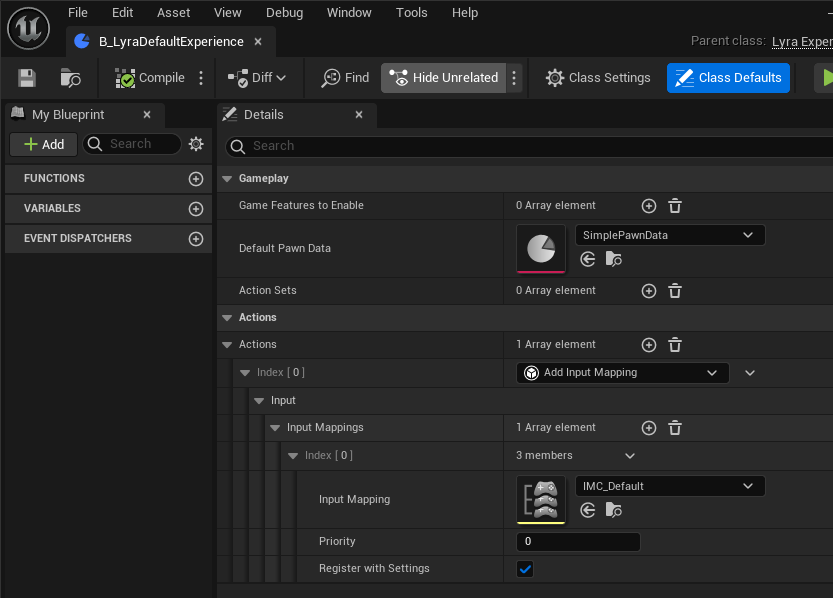 File Edit Asset View Debug Window Tools Help
B_LyraDefaultExperience
Parent class: Lyra Exper
Compile Diff Find Hide Unrelated Class Settings Class Defaults
My Blueprint
Details
Add Search
Search
FUNCTIONS
VARIABLES
EVENT DISPATCHERS
Gameplay
Game Features to Enable 0 Array element
Default Pawn Data SimplePawnData
Action Sets 0 Array element
Actions
Actions 1 Array element
Index [ 0 ] Add Input Mapping
Input
Input Mappings 1 Array element
Index [ 0 ] 3 members
Input Mapping IMC_Default
Priority 0
Register with Settings